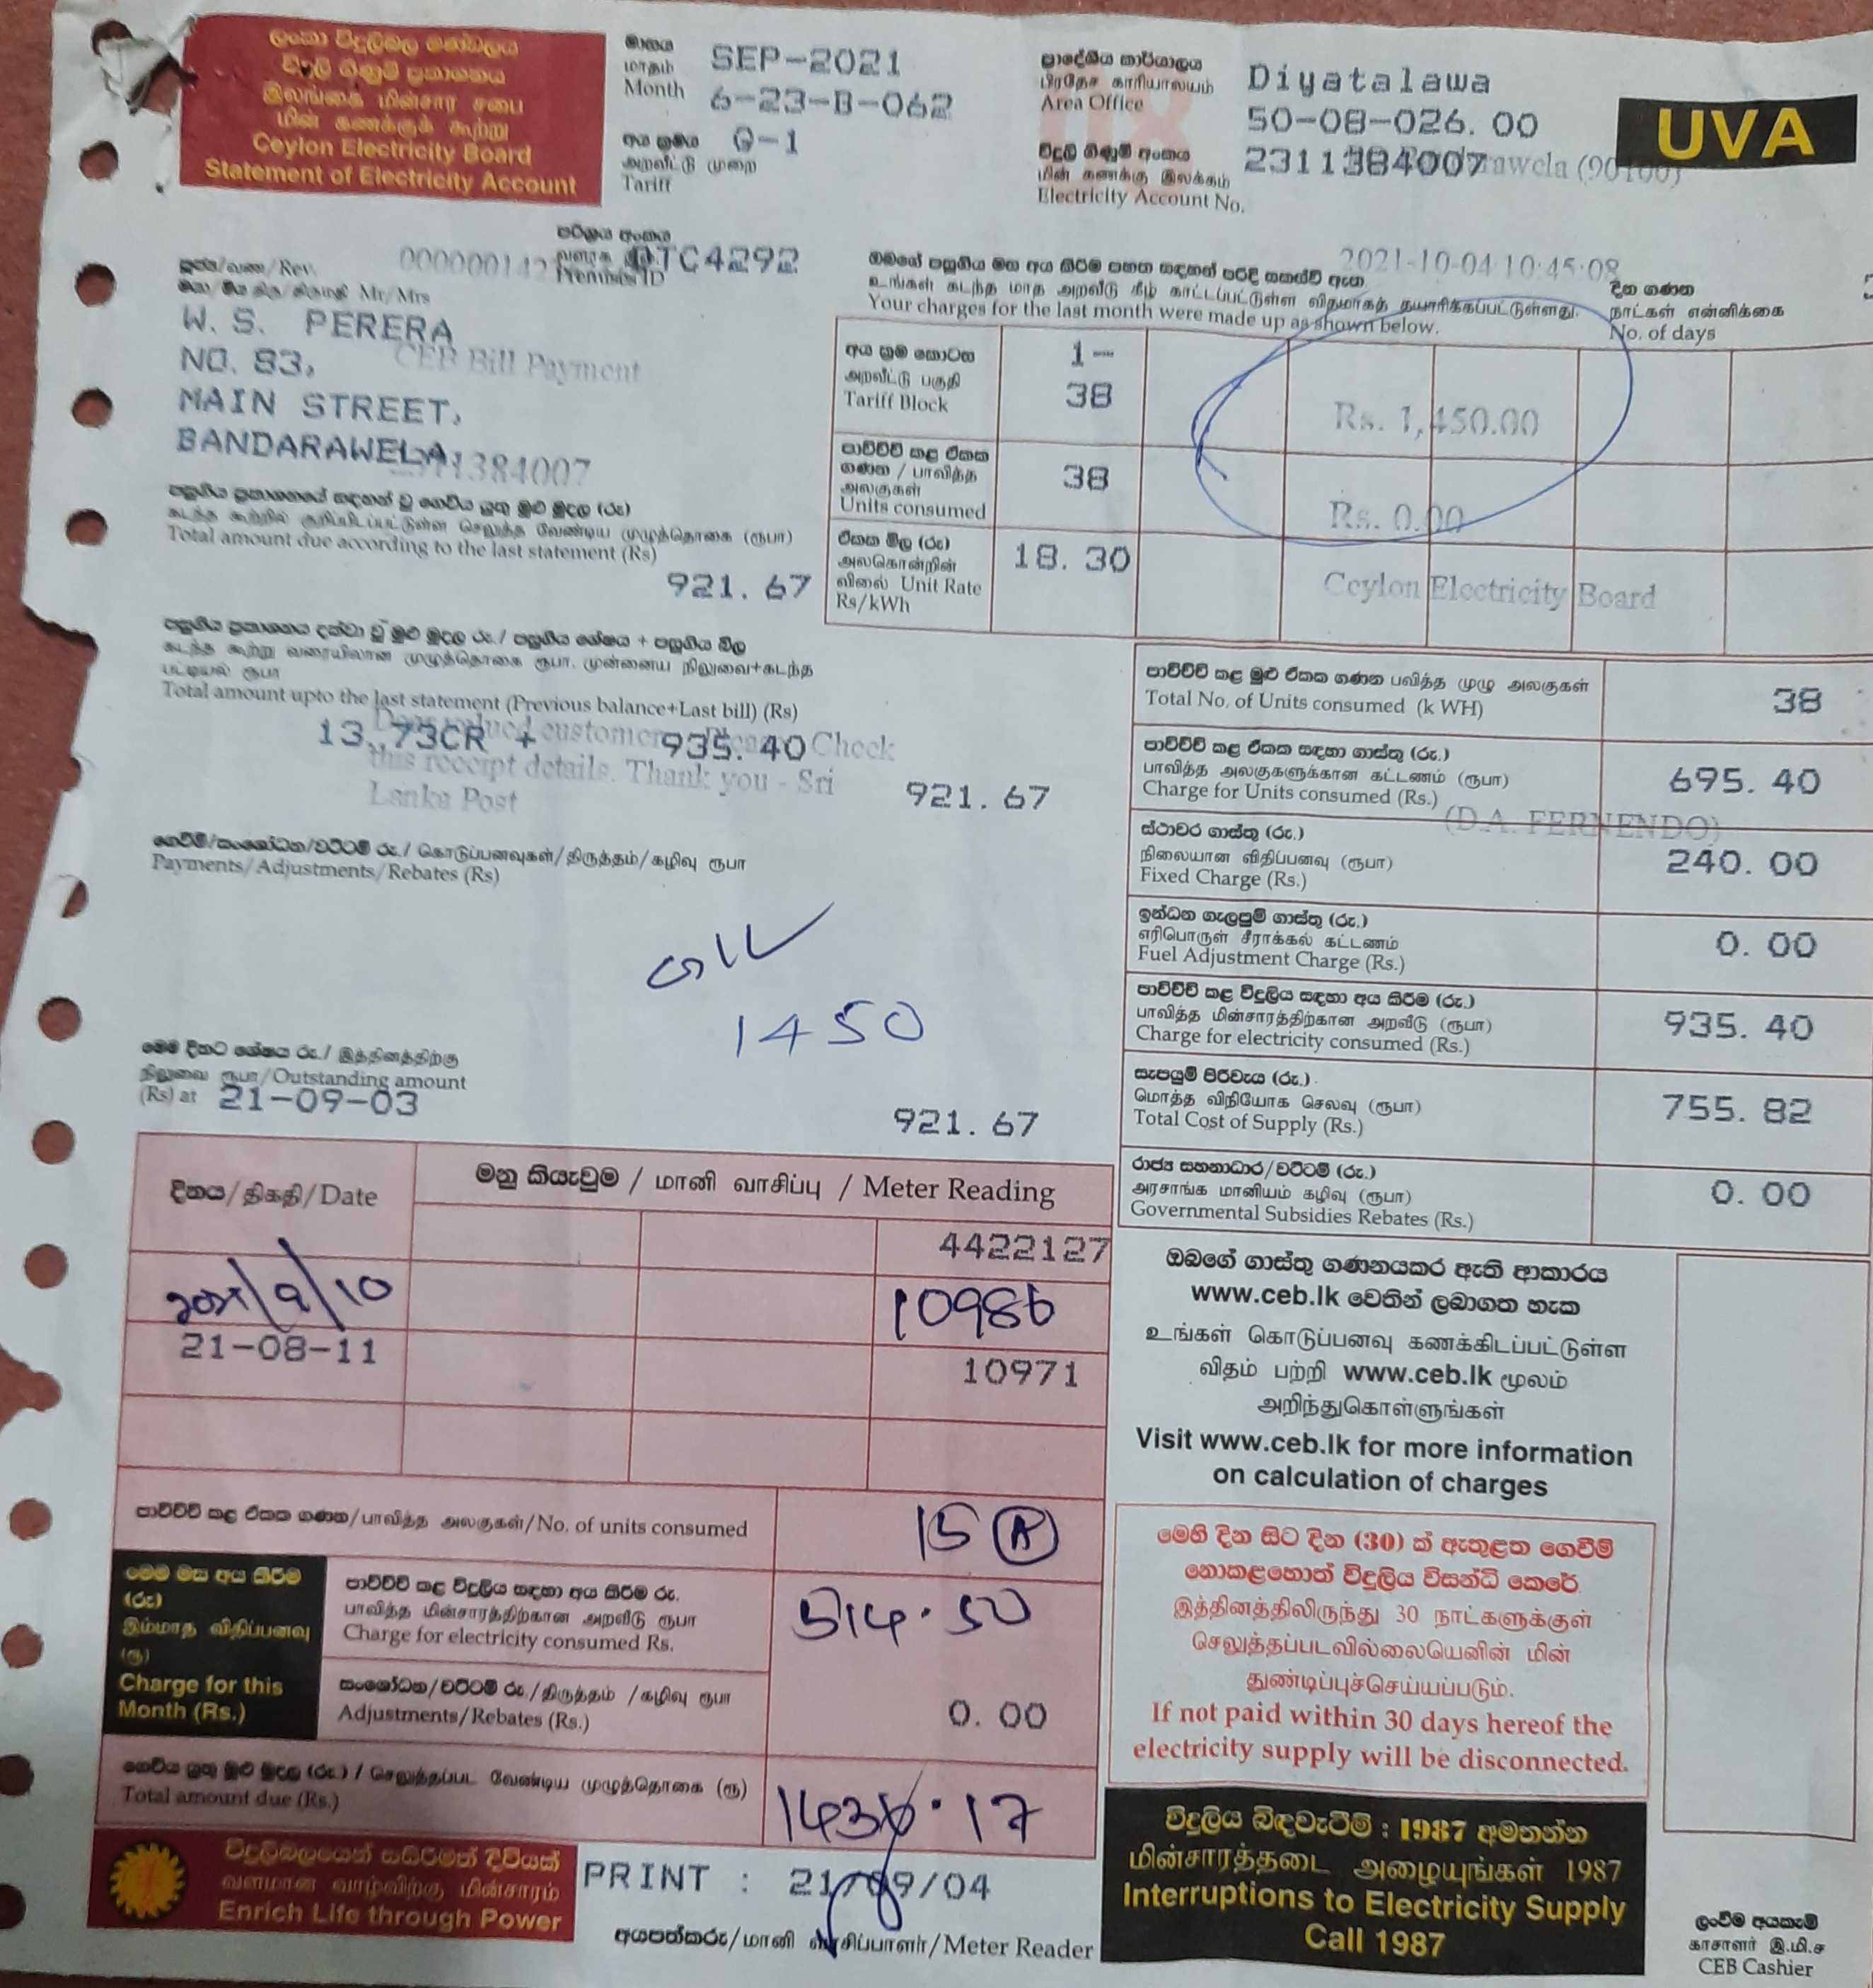 ලංකා විදුලිබල මණ්ඩලය
විදුලි ගිණුම් ප්‍රකාශනය
இலங்கை மின்சார சபை
மின் கணக்குக் கூற்று
Ceylon Electricity Board
Statement of Electricity Account
මාසය
மாதம்
Month
SEP-2021
6-23-B-062
අය ක්‍රමය
அறவீட்டு முறை
Tariff
ප්‍රාදේශීය කාර්යාලය
பிரதேச காரியாலயம்
Area Office
Diyatalawa
50-08-026. 00
විදුලි ගිණුම් අංකය
மின் கணக்கு இலக்கம்
Electricity Account No.
2311384007
UVA
පරිශ්‍රය අංකය
Premises ID
TC4292
Rev.
Mr/Mrs
W. S. PERERA
NO. 83,
CEB Bill Payment
MAIN STREET,
BANDARAWELA
2021-10-04 10:45:08
ඔබගේ පසුගිය මස අය කිරීම් පහත සඳහන් පරිදි සකස්වී ඇත
உங்கள் கடந்த மாத அறவீடு கீழ் காட்டப்பட்டுள்ள விதமாகத் தயாரிக்கப்பட்டுள்ளது.
Your charges for the last month were made up as shown below.
දින ගණන
நாட்கள் எண்ணிக்கை
No. of days
අය ක්‍රම කොටස
அறவீட்டு பகுதி
Tariff Block
1-
38
Rs. 1,450.00
පාවිච්චි කළ ඒකක
ගණන / பாவித்த
அலகுகள்
Units consumed
38
Rs. 0.00
ඒකක මිල (රු)
அலகொன்றின்
விலை Unit Rate
Rs/kWh
18. 30
Ceylon Electricity Board
පසුගිය ප්‍රකාශනයේ සඳහන් වූ ගෙවිය යුතු මුළු මුදල (රු)
கடந்த கூற்றில் குறிப்பிடப்பட்டுள்ள செலுத்த வேண்டிய முழுத்தொகை (ரூபா)
Total amount due according to the last statement (Rs)
921. 67
පසුගිය ප්‍රකාශනය දක්වා වූ මුළු මුදල රු./ පසුගිය ශේෂය + පසුගිය බිල
கடந்த கூற்று வரையிலான முழுத்தொகை ரூபா. முன்னைய நிலுவை+கடந்த
பட்டியல் ரூபா
Total amount upto the last statement (Previous balance+Last bill) (Rs)
13. 73CR + 935. 40
customer Check
this receipt details. Thank you - Sri
Lanka Post
921. 67
ගෙවීම්/සංශෝධන/වට්ටම් රු./ கொடுப்பனவுகள்/திருத்தம்/கழிவு ரூபா
Payments/Adjustments/Rebates (Rs)
1450
මෙම දිනට ශේෂය රු./ இத்தினத்திற்கு
நிலுவை ரூபா/Outstanding amount
(Rs) at 21-09-03
921. 67
පාවිච්චි කළ මුළු ඒකක ගණන பவித்த முழு அலகுகள்
Total No. of Units consumed (k WH)
38
පාවිච්චි කළ ඒකක සඳහා ගාස්තු (රු.)
பாவித்த அலகுகளுக்கான கட்டணம் (ரூபா)
Charge for Units consumed (Rs.)
695. 40
(D.A. FERNENDO)
ස්ථාවර ගාස්තු (රු.)
நிலையான விதிப்பனவு (ரூபா)
Fixed Charge (Rs.)
240. 00
ඉන්ධන ගැලපුම් ගාස්තු (රු.)
எரிபொருள் சீராக்கல் கட்டணம்
Fuel Adjustment Charge (Rs.)
0. 00
පාවිච්චි කළ විදුලිය සඳහා අය කිරීම (රු.)
பாவித்த மின்சாரத்திற்கான அறவீடு (ரூபா)
Charge for electricity consumed (Rs.)
935. 40
සැපයුම් පිරිවැය (රු.)
மொத்த விநியோக செலவு (ரூபா)
Total Cost of Supply (Rs.)
755. 82
රාජ්‍ය සහනාධාර/වට්ටම් (රු.)
அரசாங்க மானியம் கழிவு (ரூபா)
Governmental Subsidies Rebates (Rs.)
0. 00
දිනය/திகதி/Date
මනු කියැවුම / மானி வாசிப்பு / Meter Reading
4422127
2021/9/10
10986
21-08-11
10971
පාවිච්චි කළ ඒකක ගණන/பாவித்த அலகுகள்/No. of units consumed
15 A
මෙම මස අය කිරීම
(රු)
இம்மாத விதிப்பனவு
(ரூ)
Charge for this
Month (Rs.)
පාවිච්චි කළ විදුලිය සඳහා අය කිරීම රු.
பாவித்த மின்சாரத்திற்கான அறவீடு ரூபா
Charge for electricity consumed Rs.
514.50
සංශෝධන/වට්ටම් රු./திருத்தம் /கழிவு ரூபா
Adjustments/Rebates (Rs.)
0. 00
ගෙවිය යුතු මුළු මුදල (රු) / செலுத்தப்பட வேண்டிய முழுத்தொகை (ரூ)
Total amount due (Rs.)
1436.17
ඔබගේ ගාස්තු ගණනයකර ඇති ආකාරය
www.ceb.lk වෙතින් ලබාගත හැක
உங்கள் கொடுப்பனவு கணக்கிடப்பட்டுள்ள
விதம் பற்றி www.ceb.lk மூலம்
அறிந்துகொள்ளுங்கள்
Visit www.ceb.lk for more information
on calculation of charges
මෙහි දින සිට දින (30) ක් ඇතුළත ගෙවීම්
නොකළහොත් විදුලිය විසන්ධි කෙරේ.
இத்தினத்திலிருந்து 30 நாட்களுக்குள்
செலுத்தப்படவில்லையெனின் மின்
துண்டிப்புச்செய்யப்படும்.
If not paid within 30 days hereof the
electricity supply will be disconnected.
විදුලිය බිඳවැටීම් : 1987 අමතන්න
மின்சாரத்தடை அழையுங்கள் 1987
Interruptions to Electricity Supply
Call 1987
විදුලිබලයෙන් සපිරිමත් දිවියක්
வளமான வாழ்விற்கு மின்சாரம்
Enrich Life through Power
PRINT : 21/09/04
Meter Reader
காசாளர் இ.மி.ச
CEB Cashier